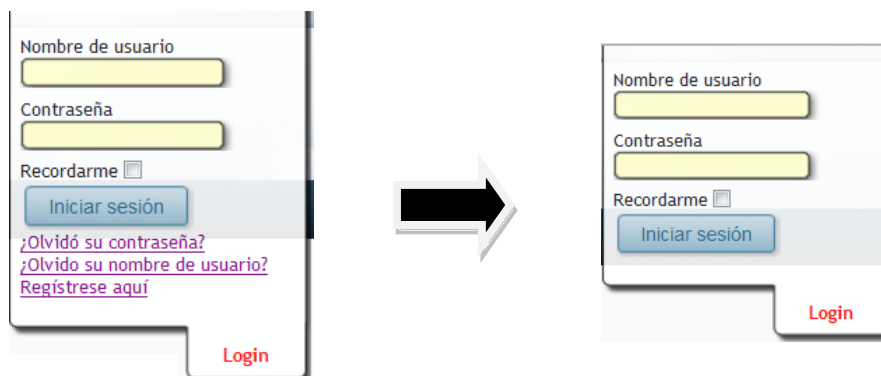 Nombre de usuario
Contraseña
Recordarme
Iniciar sesión
¿Olvidó su contraseña?
¿Olvido su nombre de usuario?
Regístrese aquí
Login
Nombre de usuario
Contraseña
Recordarme
Iniciar sesión
Login